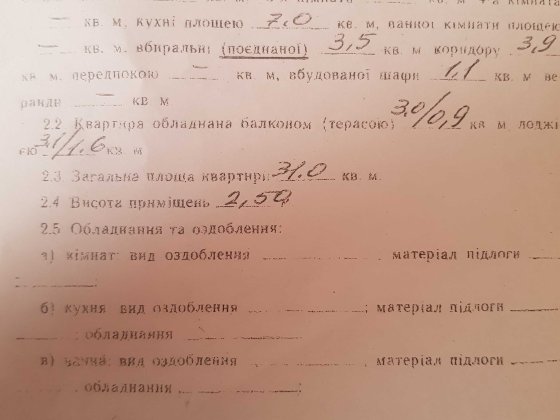 кв. м 4-а кімната
— кв. м, кухні площею 7,0 кв. м, ванної кімнати площею
— кв. м, вбиральні (поєднаної) 3,5 кв. м коридору 3,9
кв. м, передпокою — кв. м, вбудованої шафи 1,1 кв. м ве
ранди — кв м
2.2 Квартира обладнана балконом (терасою) 3,0/0,9 кв м лоджі
єю 3,1/1,6 кв. м
2.3 Загальна площа квартири 31.0 кв. м.
2.4 Висота приміщень 2,50
2.5 Обладнання та оздоблення:
а) кімнат: вид оздоблення , матеріал підлоги
б) кухня вид оздоблення ; матеріал підлоги
; обладнання
в) ванна: вид оздоблення , матеріал підлоги
, обладнання ;